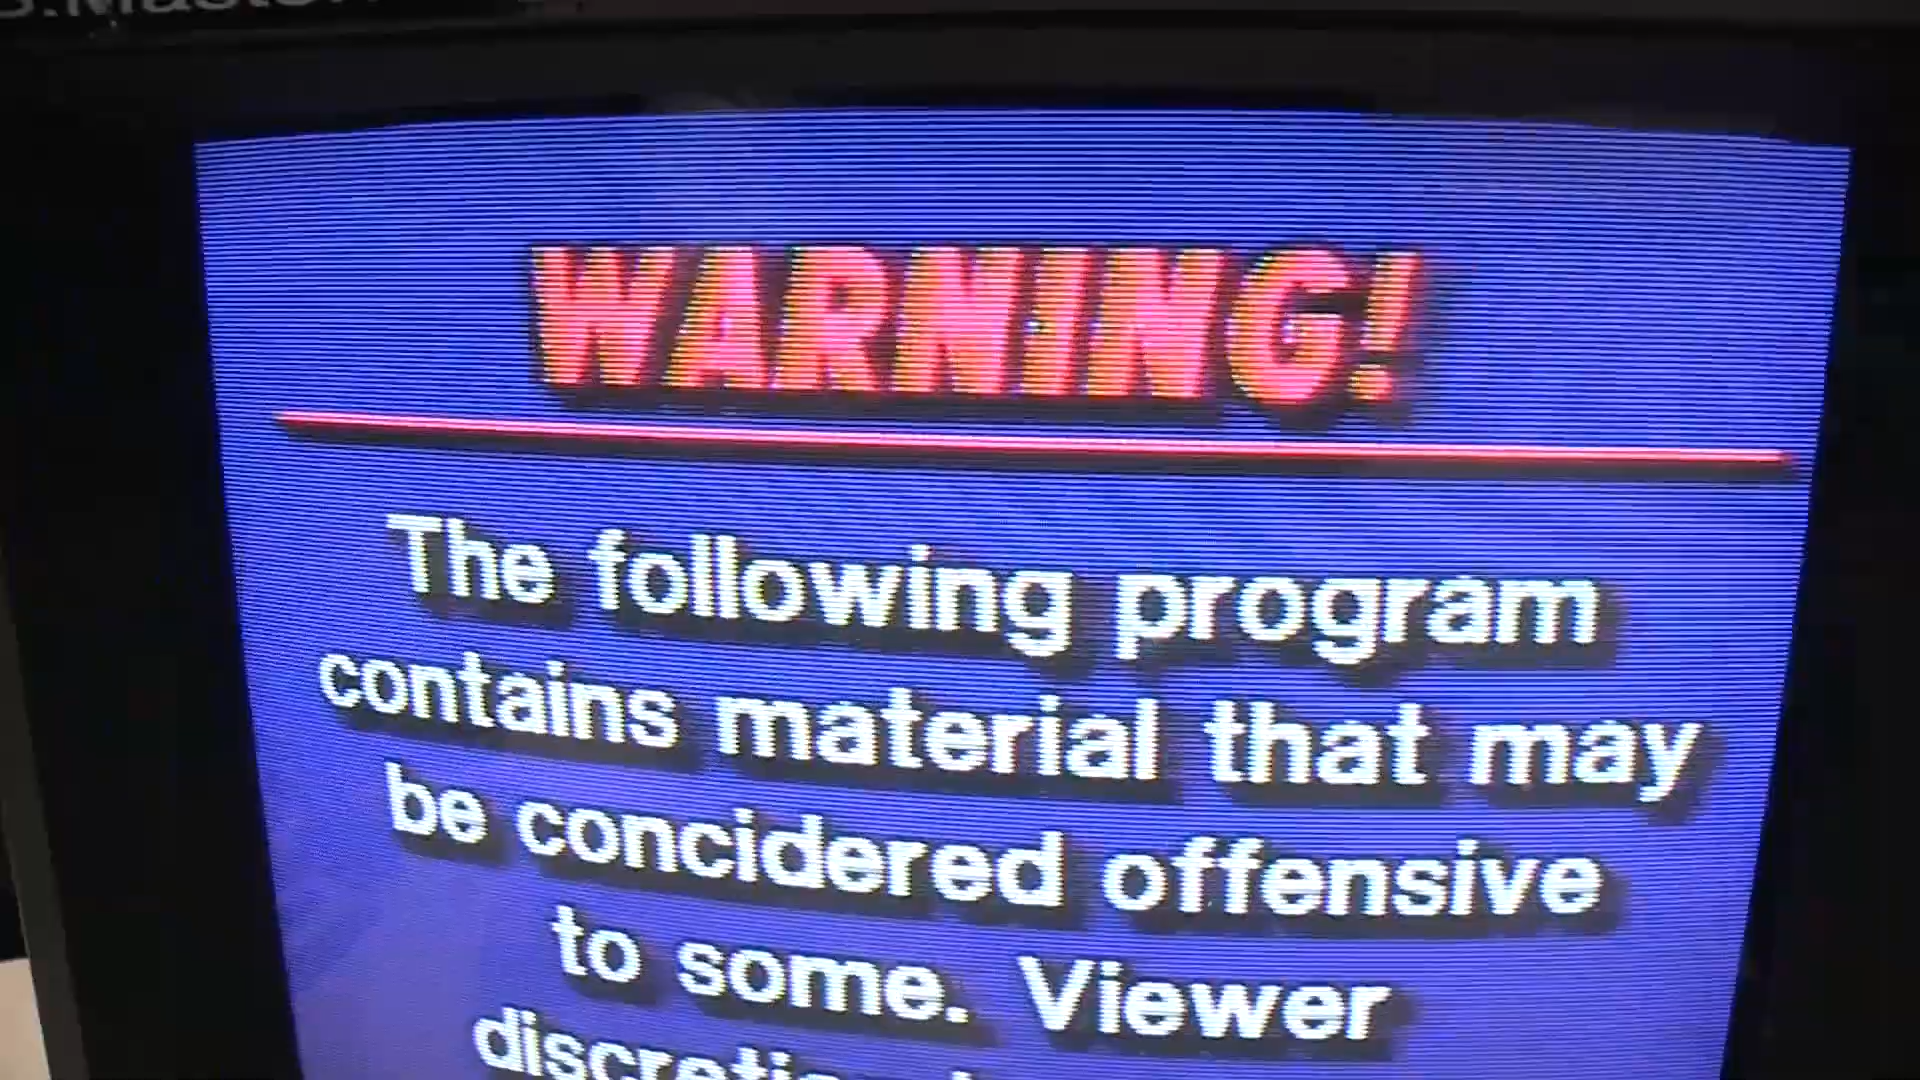 WARNING!
The following program
contains material that may
be concidered offensive
to some. Viewer